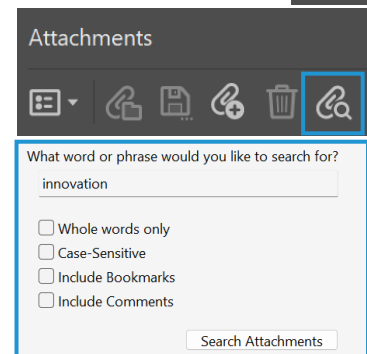 Attachments
What word or phrase would you like to search for?
innovation
Whole words only
Case-Sensitive
Include Bookmarks
Include Comments
Search Attachments